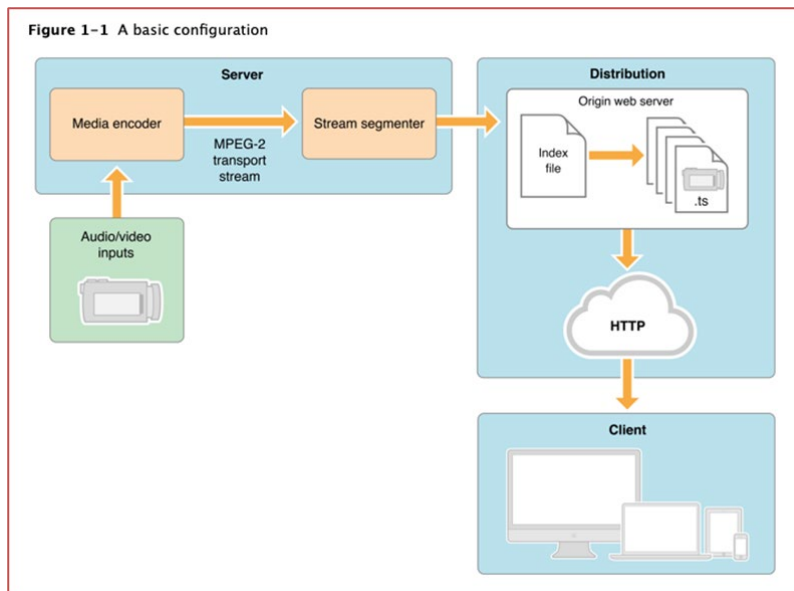 Figure 1-1 A basic configuration
Server
Media encoder
MPEG-2
transport
stream
Stream segmenter
Audio/video
inputs
Distribution
Origin web server
Index
file
.ts
HTTP
Client